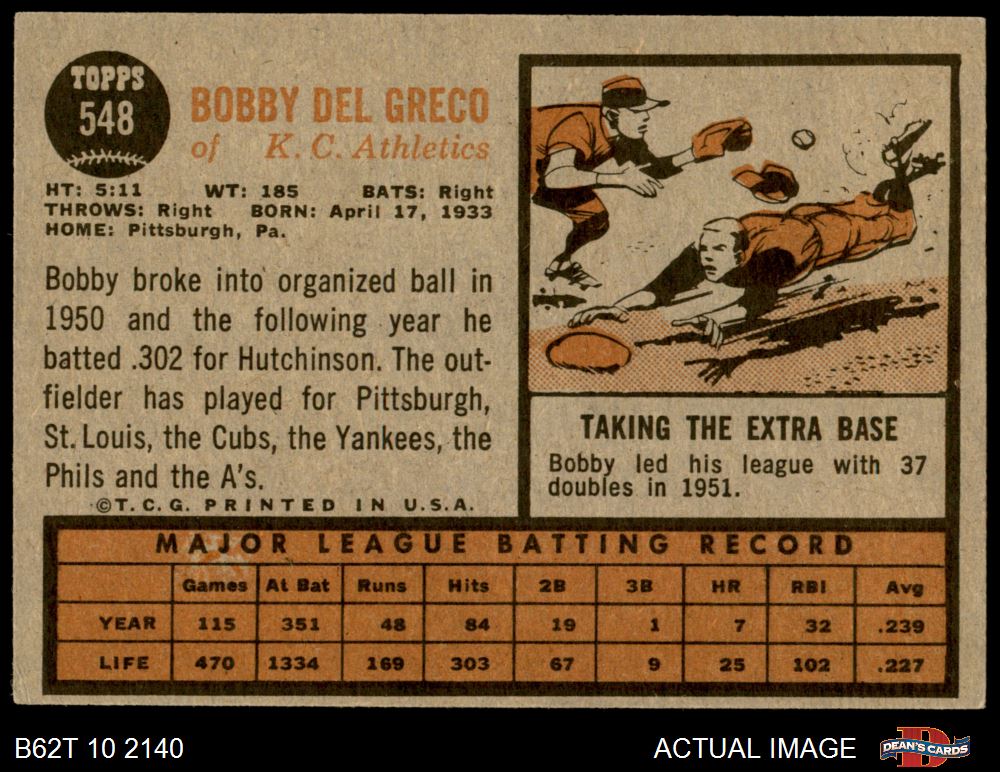 TOPPS
548
BOBBY DEL GRECO
of K. C. Athletics
HT: 5:11 WT: 185 BATS: Right
THROWS: Right BORN: April 17, 1933
HOME: Pittsburgh, Pa.
Bobby broke into organized ball in
1950 and the following year he
batted .302 for Hutchinson. The out-
fielder has played for Pittsburgh,
St. Louis, the Cubs, the Yankees, the
Phils and the A's.
©T.C.G. PRINTED IN U.S.A.
TAKING THE EXTRA BASE
Bobby led his league with 37
doubles in 1951.
MAJOR LEAGUE BATTING RECORD
Games At Bat Runs Hits 2B 3B HR RBI Avg
YEAR 115 351 48 84 19 1 7 32 .239
LIFE 470 1334 169 303 67 9 25 102 .227
B62T 10 2140
ACTUAL IMAGE
D
DEAN'S CARDS